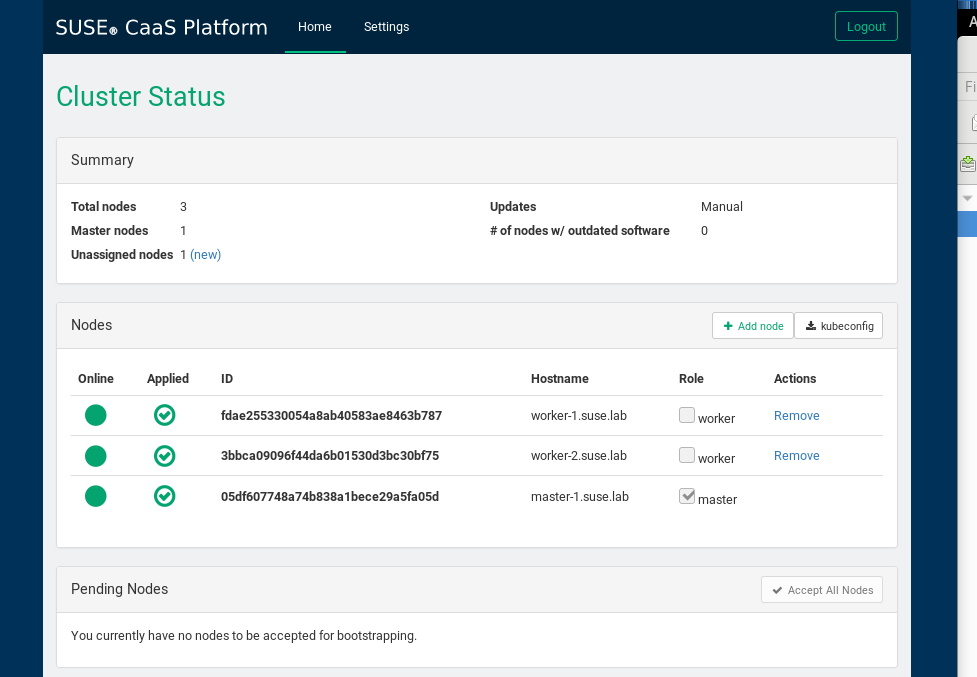 SUSE® CaaS Platform Home Settings Logout
Cluster Status
Summary
Total nodes 3 Updates Manual
Master nodes 1 # of nodes w/ outdated software 0
Unassigned nodes 1 (new)
Nodes Add node kubeconfig
Online Applied ID Hostname Role Actions
fdae255330054a8ab40583ae8463b787 worker-1.suse.lab worker Remove
3bbca09096f44da6b01530d3bc30bf75 worker-2.suse.lab worker Remove
05df607748a74b838a1bece29a5fa05d master-1.suse.lab master
Pending Nodes Accept All Nodes
You currently have no nodes to be accepted for bootstrapping.